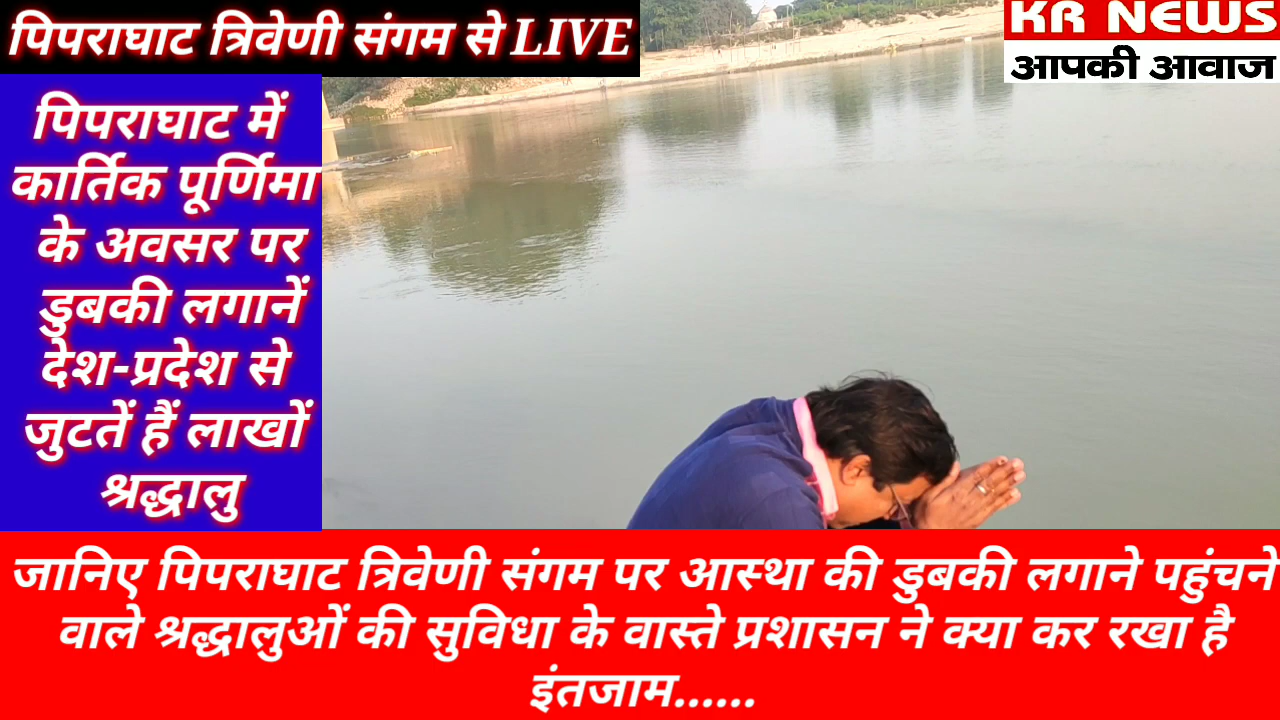 पिपराघाट त्रिवेणी संगम से LIVE
KR NEWS
आपकी आवाज
पिपराघाट में
कार्तिक पूर्णिमा
के अवसर पर
डुबकी लगानें
देश-प्रदेश से
जुटतें हैं लाखों
श्रद्धालु
जानिए पिपराघाट त्रिवेणी संगम पर आस्था की डुबकी लगाने पहुंचने
वाले श्रद्धालुओं की सुविधा के वास्ते प्रशासन ने क्या कर रखा है
इंतजाम......